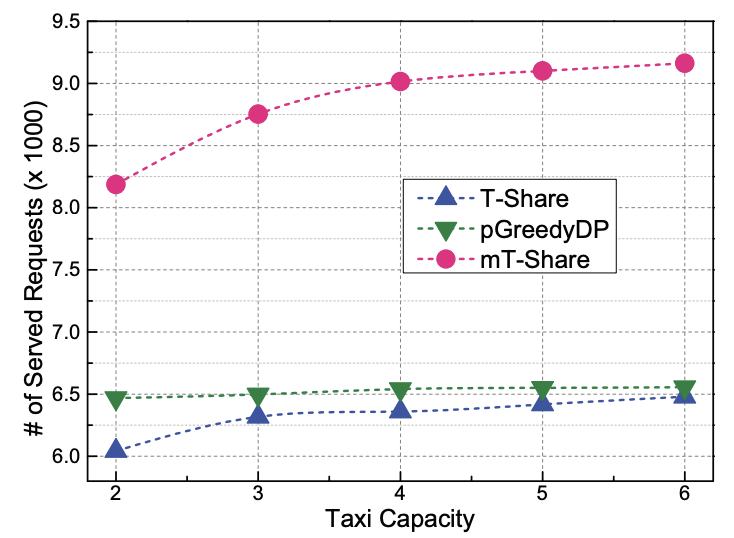 9.5
9.0
8.5
8.0
7.5
7.0
6.5
6.0
# of Served Requests (x 1000)
T-Share
pGreedyDP
mT-Share
2 3 4 5 6
Taxi Capacity